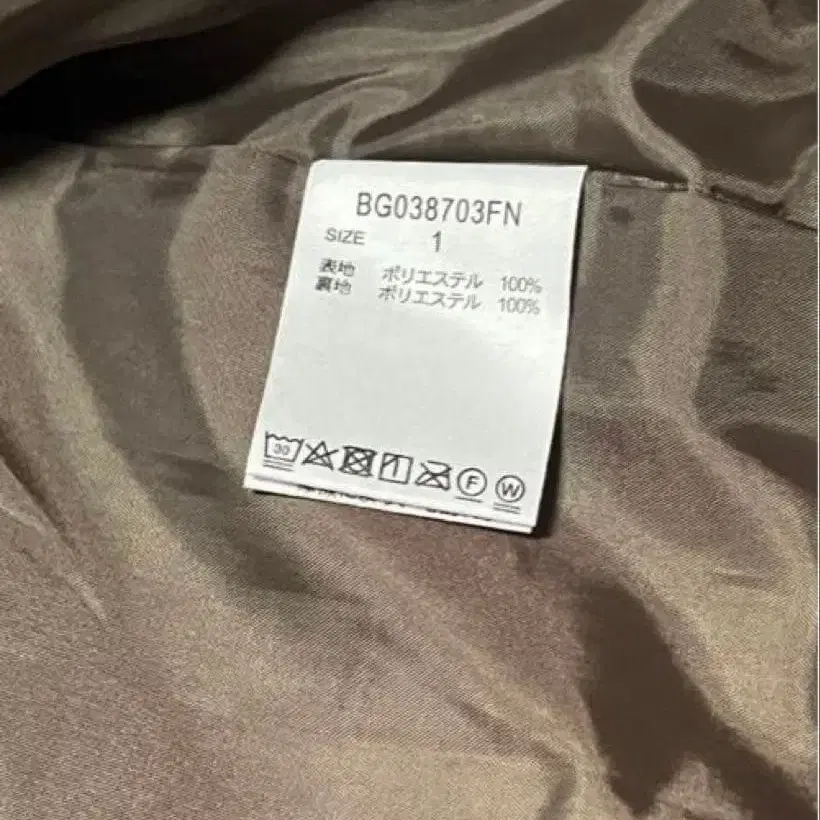 BG038703FN
SIZE 1
表地 ポリエステル 100%
裏地 ポリエステル 100%
30 F W